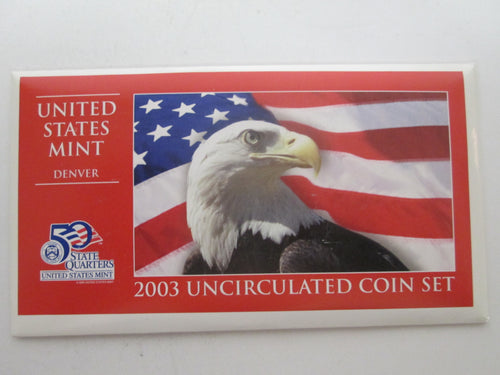 UNITED
STATES
MINT
DENVER
50
STATE
QUARTERS
UNITED STATES MINT
2003 UNCIRCULATED COIN SET